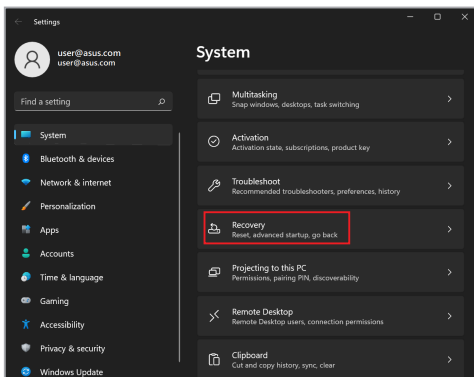 Settings
user@asus.com
user@asus.com
Find a setting
System
Bluetooth & devices
Network & internet
Personalization
Apps
Accounts
Time & language
Gaming
Accessibility
Privacy & security
Windows Update
System
Multitasking
Snap windows, desktops, task switching
Activation
Activation state, subscriptions, product key
Troubleshoot
Recommended troubleshooters, preferences, history
Recovery
Reset, advanced startup, go back
Projecting to this PC
Permissions, pairing PIN, discoverability
Remote Desktop
Remote Desktop users, connection permissions
Clipboard
Cut and copy history, sync, clear